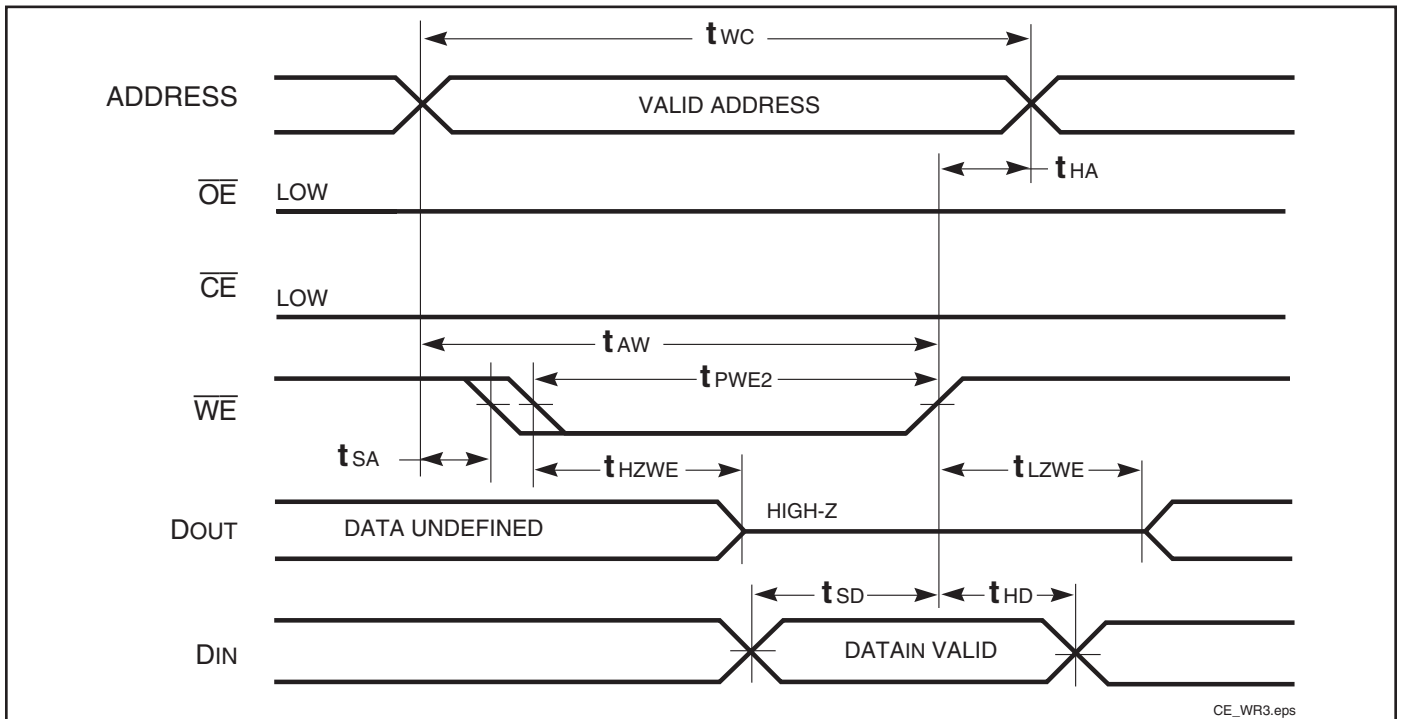 tWC
ADDRESS
VALID ADDRESS
tHA
OE LOW
CE LOW
tAW
tPWE2
WE
tSA
tHZWE
tLZWE
DOUT
DATA UNDEFINED
HIGH-Z
tSD
tHD
DIN
DATAIN VALID
CE_WR3.eps